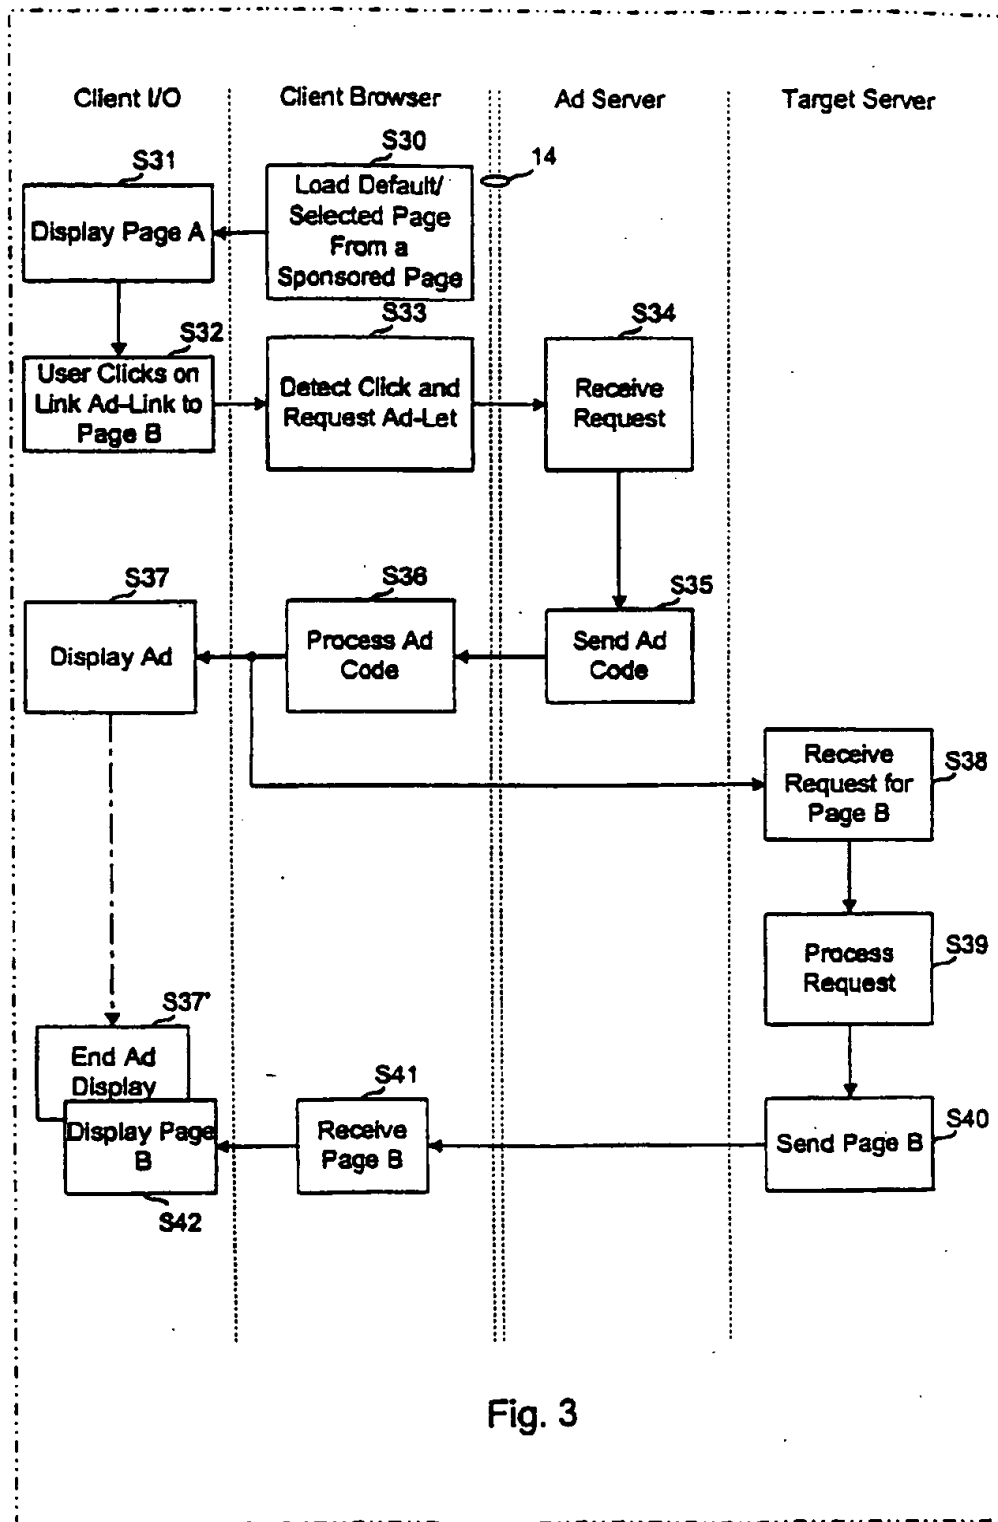 Client I/O
Client Browser
Ad Server
Target Server
S30
14
S31
Load Default/
Selected Page
From a
Sponsored Page
Display Page A
S32
S33
S34
User Clicks on
Link Ad-Link to
Page B
Detect Click and
Request Ad-Let
Receive
Request
S37
S36
S35
Display Ad
Process Ad
Code
Send Ad
Code
Receive
Request for
Page B
S38
Process
Request
S39
S37'
End Ad
Display
S41
Display Page
B
Receive
Page B
Send Page B
S40
S42
Fig. 3